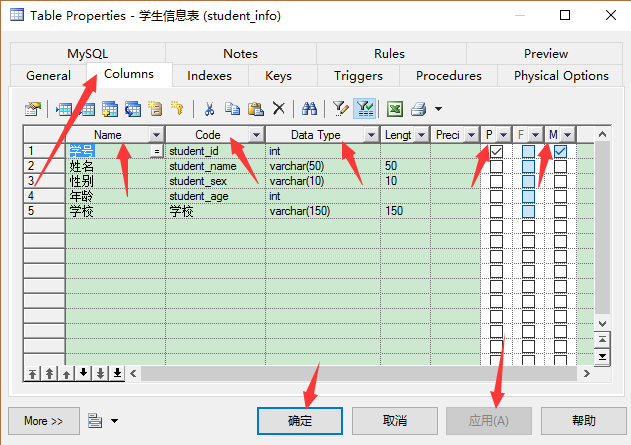 Table Properties - 学生信息表 (student_info)
MySQL Notes Rules Preview
General Columns Indexes Keys Triggers Procedures Physical Options
Name Code Data Type Lengt Preci P F M
1 学号 = student_id int
2 姓名 student_name varchar(50) 50
3 性别 student_sex varchar(10) 10
4 年龄 student_age int
5 学校 学校 varchar(150) 150
More >> 确定 取消 应用(A) 帮助